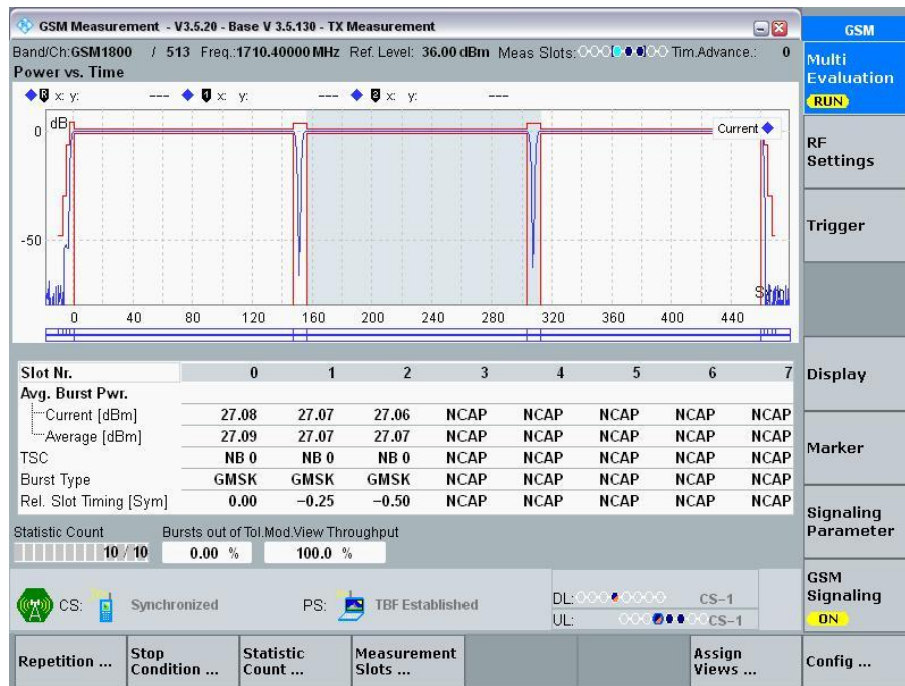 GSM Measurement - V3.5.20 - Base V 3.5.130 - TX Measurement
GSM
Band/Ch:GSM1800 / 513 Freq.:1710.40000 MHz Ref. Level: 36.00 dBm Meas Slots: Tim.Advance.: 0
Power vs. Time
Multi Evaluation
RUN
R x: y: --- 1 x: y: --- 2 x: y: ---
dB
0
Current
-50
Sym
0 40 80 120 160 200 240 280 320 360 400 440
RF Settings
Trigger
Slot Nr. 0 1 2 3 4 5 6 7
Avg. Burst Pwr.
Current [dBm] 27.08 27.07 27.06 NCAP NCAP NCAP NCAP NCAP
Average [dBm] 27.09 27.07 27.07 NCAP NCAP NCAP NCAP NCAP
TSC NB 0 NB 0 NB 0 NCAP NCAP NCAP NCAP NCAP
Burst Type GMSK GMSK GMSK NCAP NCAP NCAP NCAP NCAP
Rel. Slot Timing [Sym] 0.00 -0.25 -0.50 NCAP NCAP NCAP NCAP NCAP
Display
Marker
Signaling Parameter
Statistic Count Bursts out of Tol.Mod.View Throughput
10 / 10 0.00 % 100.0 %
CS: Synchronized PS: TBF Established
DL: CS-1
UL: CS-1
GSM Signaling
ON
Repetition ...
Stop Condition ...
Statistic Count ...
Measurement Slots ...
Assign Views ...
Config ...